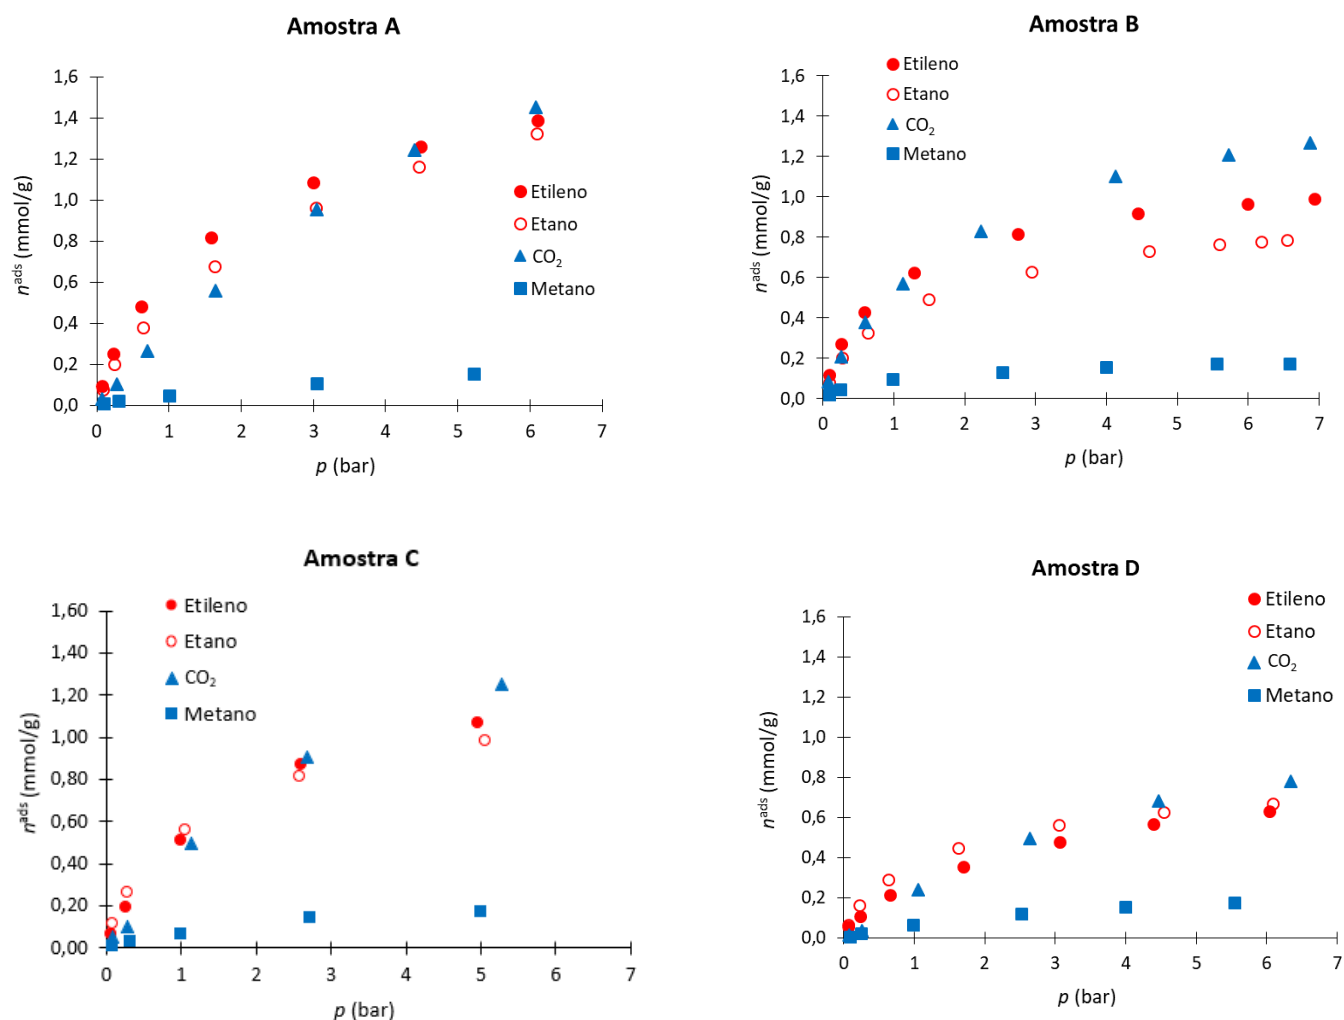 Amostra A
1,6
1,4
1,2
1,0
0,8
0,6
0,4
0,2
0,0
0 1 2 3 4 5 6 7
n^ads (mmol/g)
p (bar)
Etileno
Etano
CO₂
Metano
Amostra B
1,6
1,4
1,2
1,0
0,8
0,6
0,4
0,2
0,0
0 1 2 3 4 5 6 7
n^ads (mmol/g)
p (bar)
Etileno
Etano
CO₂
Metano
Amostra C
1,60
1,40
1,20
1,00
0,80
0,60
0,40
0,20
0,00
0 1 2 3 4 5 6 7
n^ads (mmol/g)
p (bar)
Etileno
Etano
CO₂
Metano
Amostra D
1,6
1,4
1,2
1,0
0,8
0,6
0,4
0,2
0,0
0 1 2 3 4 5 6 7
n^ads (mmol/g)
p (bar)
Etileno
Etano
CO₂
Metano